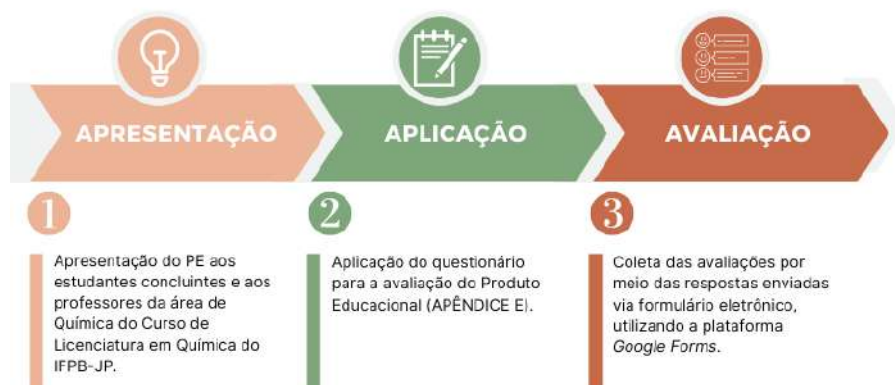 APRESENTAÇÃO
APLICAÇÃO
AVALIAÇÃO
1
Apresentação do PE aos
estudantes concluintes e aos
professores da área de
Química do Curso de
Licenciatura em Química do
IFPB-JP.
2
Aplicação do questionário
para a avaliação do Produto
Educacional (APÊNDICE E).
3
Coleta das avaliações por
meio das respostas enviadas
via formulário eletrônico,
utilizando a plataforma
Google Forms.